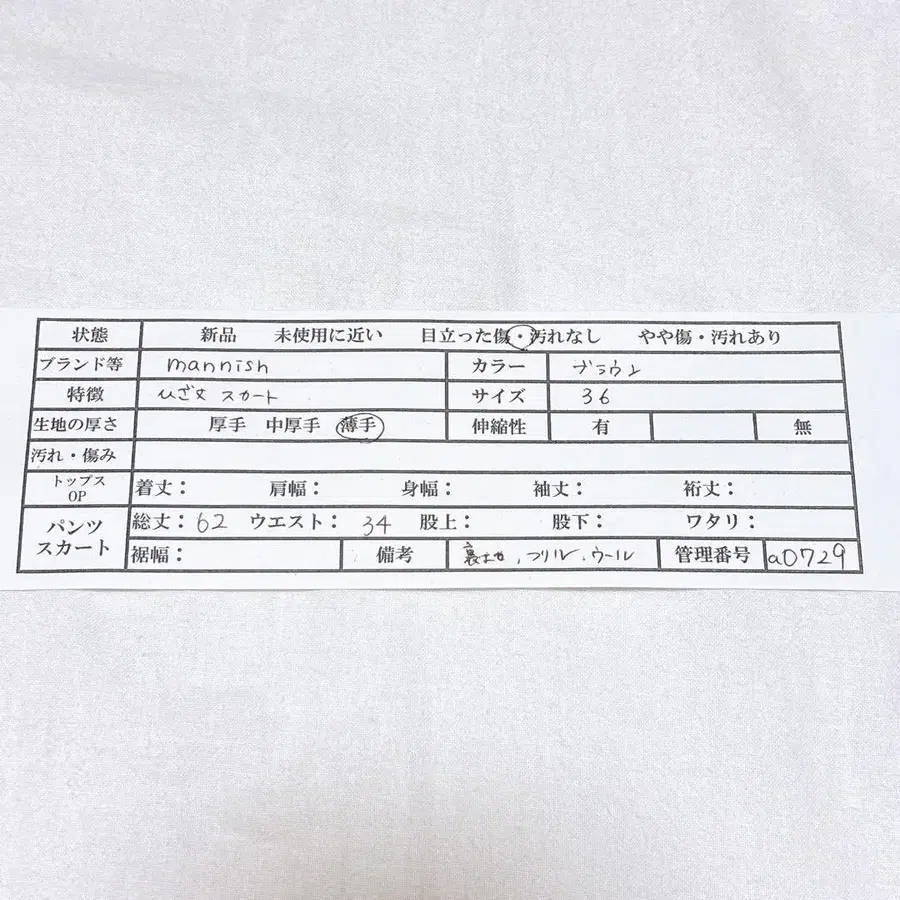 状態 新品 未使用に近い 目立った傷・汚れなし やや傷・汚れあり
ブランド等 mannish カラー ブラウン
特徴 ひざ丈 スカート サイズ 36
生地の厚さ 厚手 中厚手 薄手 伸縮性 有 無
汚れ・傷み
トップス OP 着丈： 肩幅： 身幅： 袖丈： 裄丈：
パンツ スカート 総丈：62 ウエスト：34 股上： 股下： ワタリ：
裾幅： 備考 裏地、フリル、ウール 管理番号 a0729